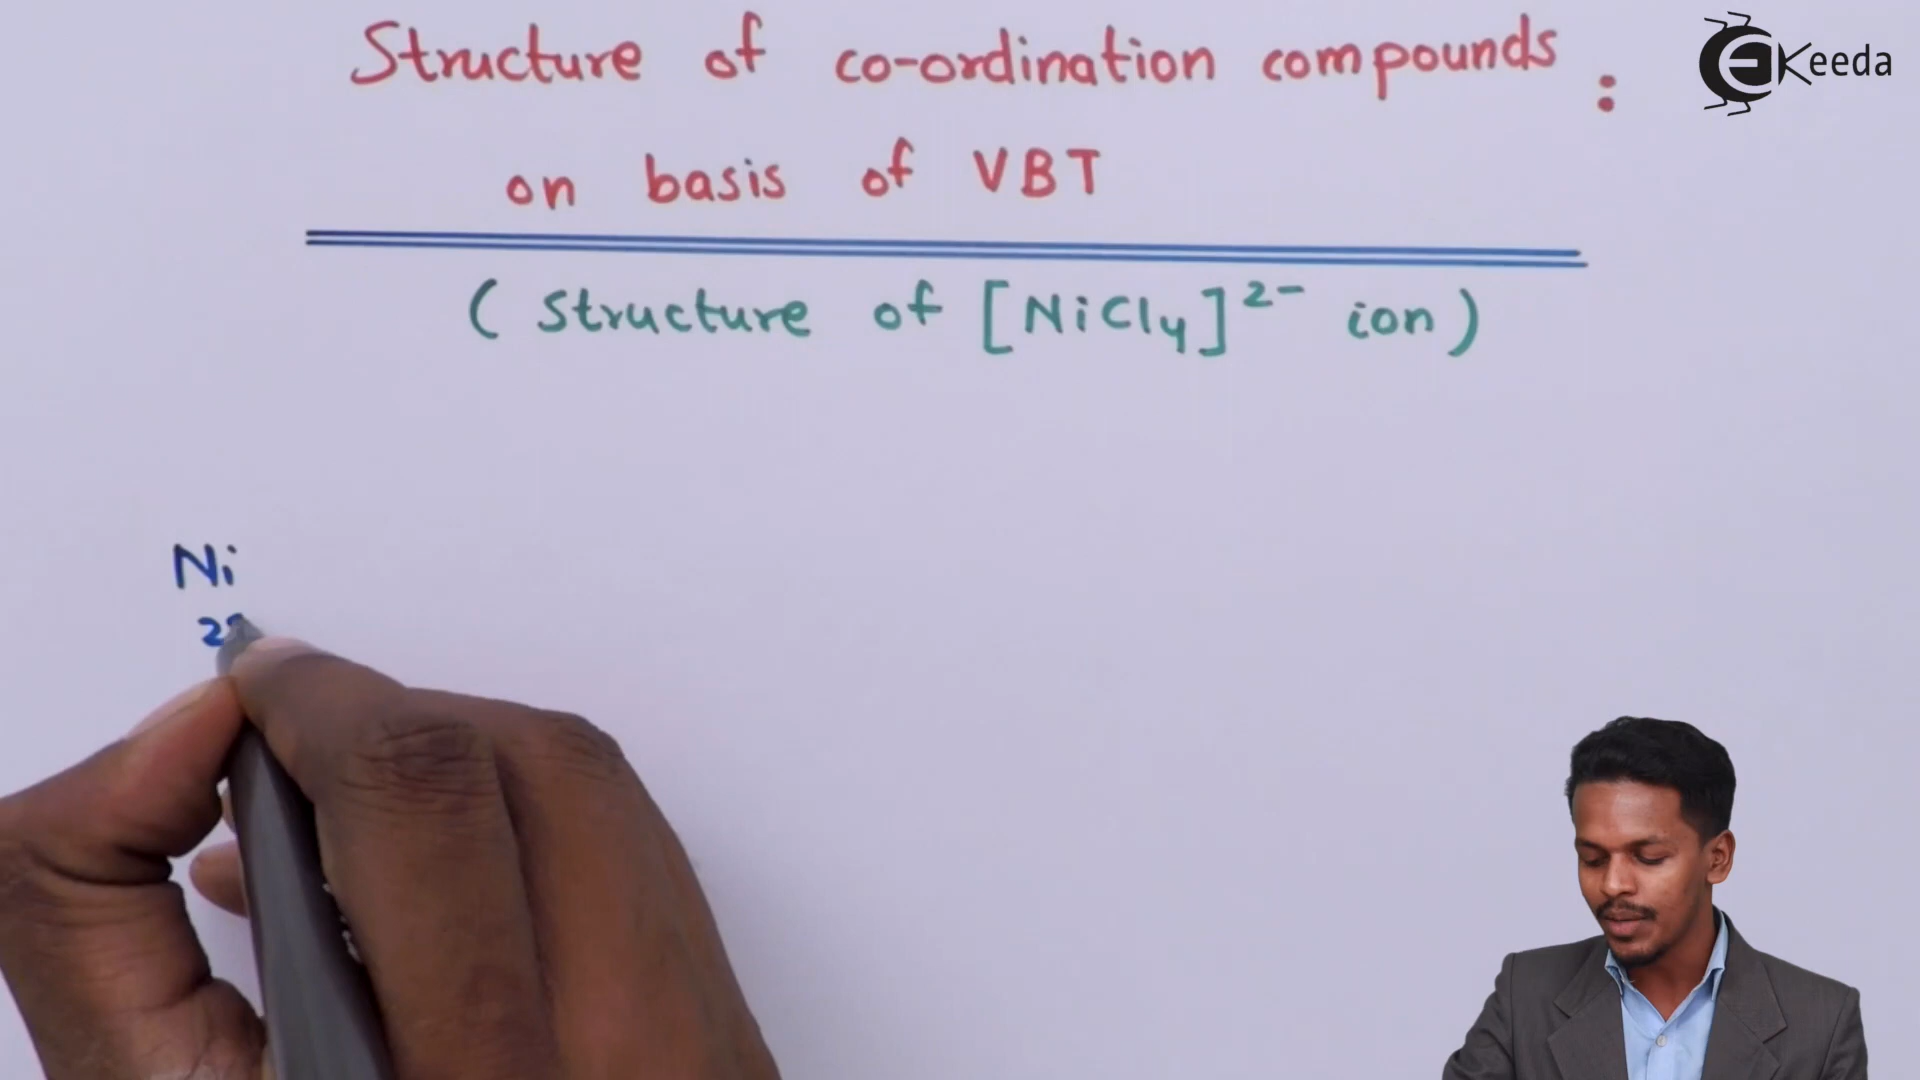 Structure of co-ordination compounds :
on basis of VBT
( Structure of [NiCl4]²⁻ ion )
Ni
Keeda